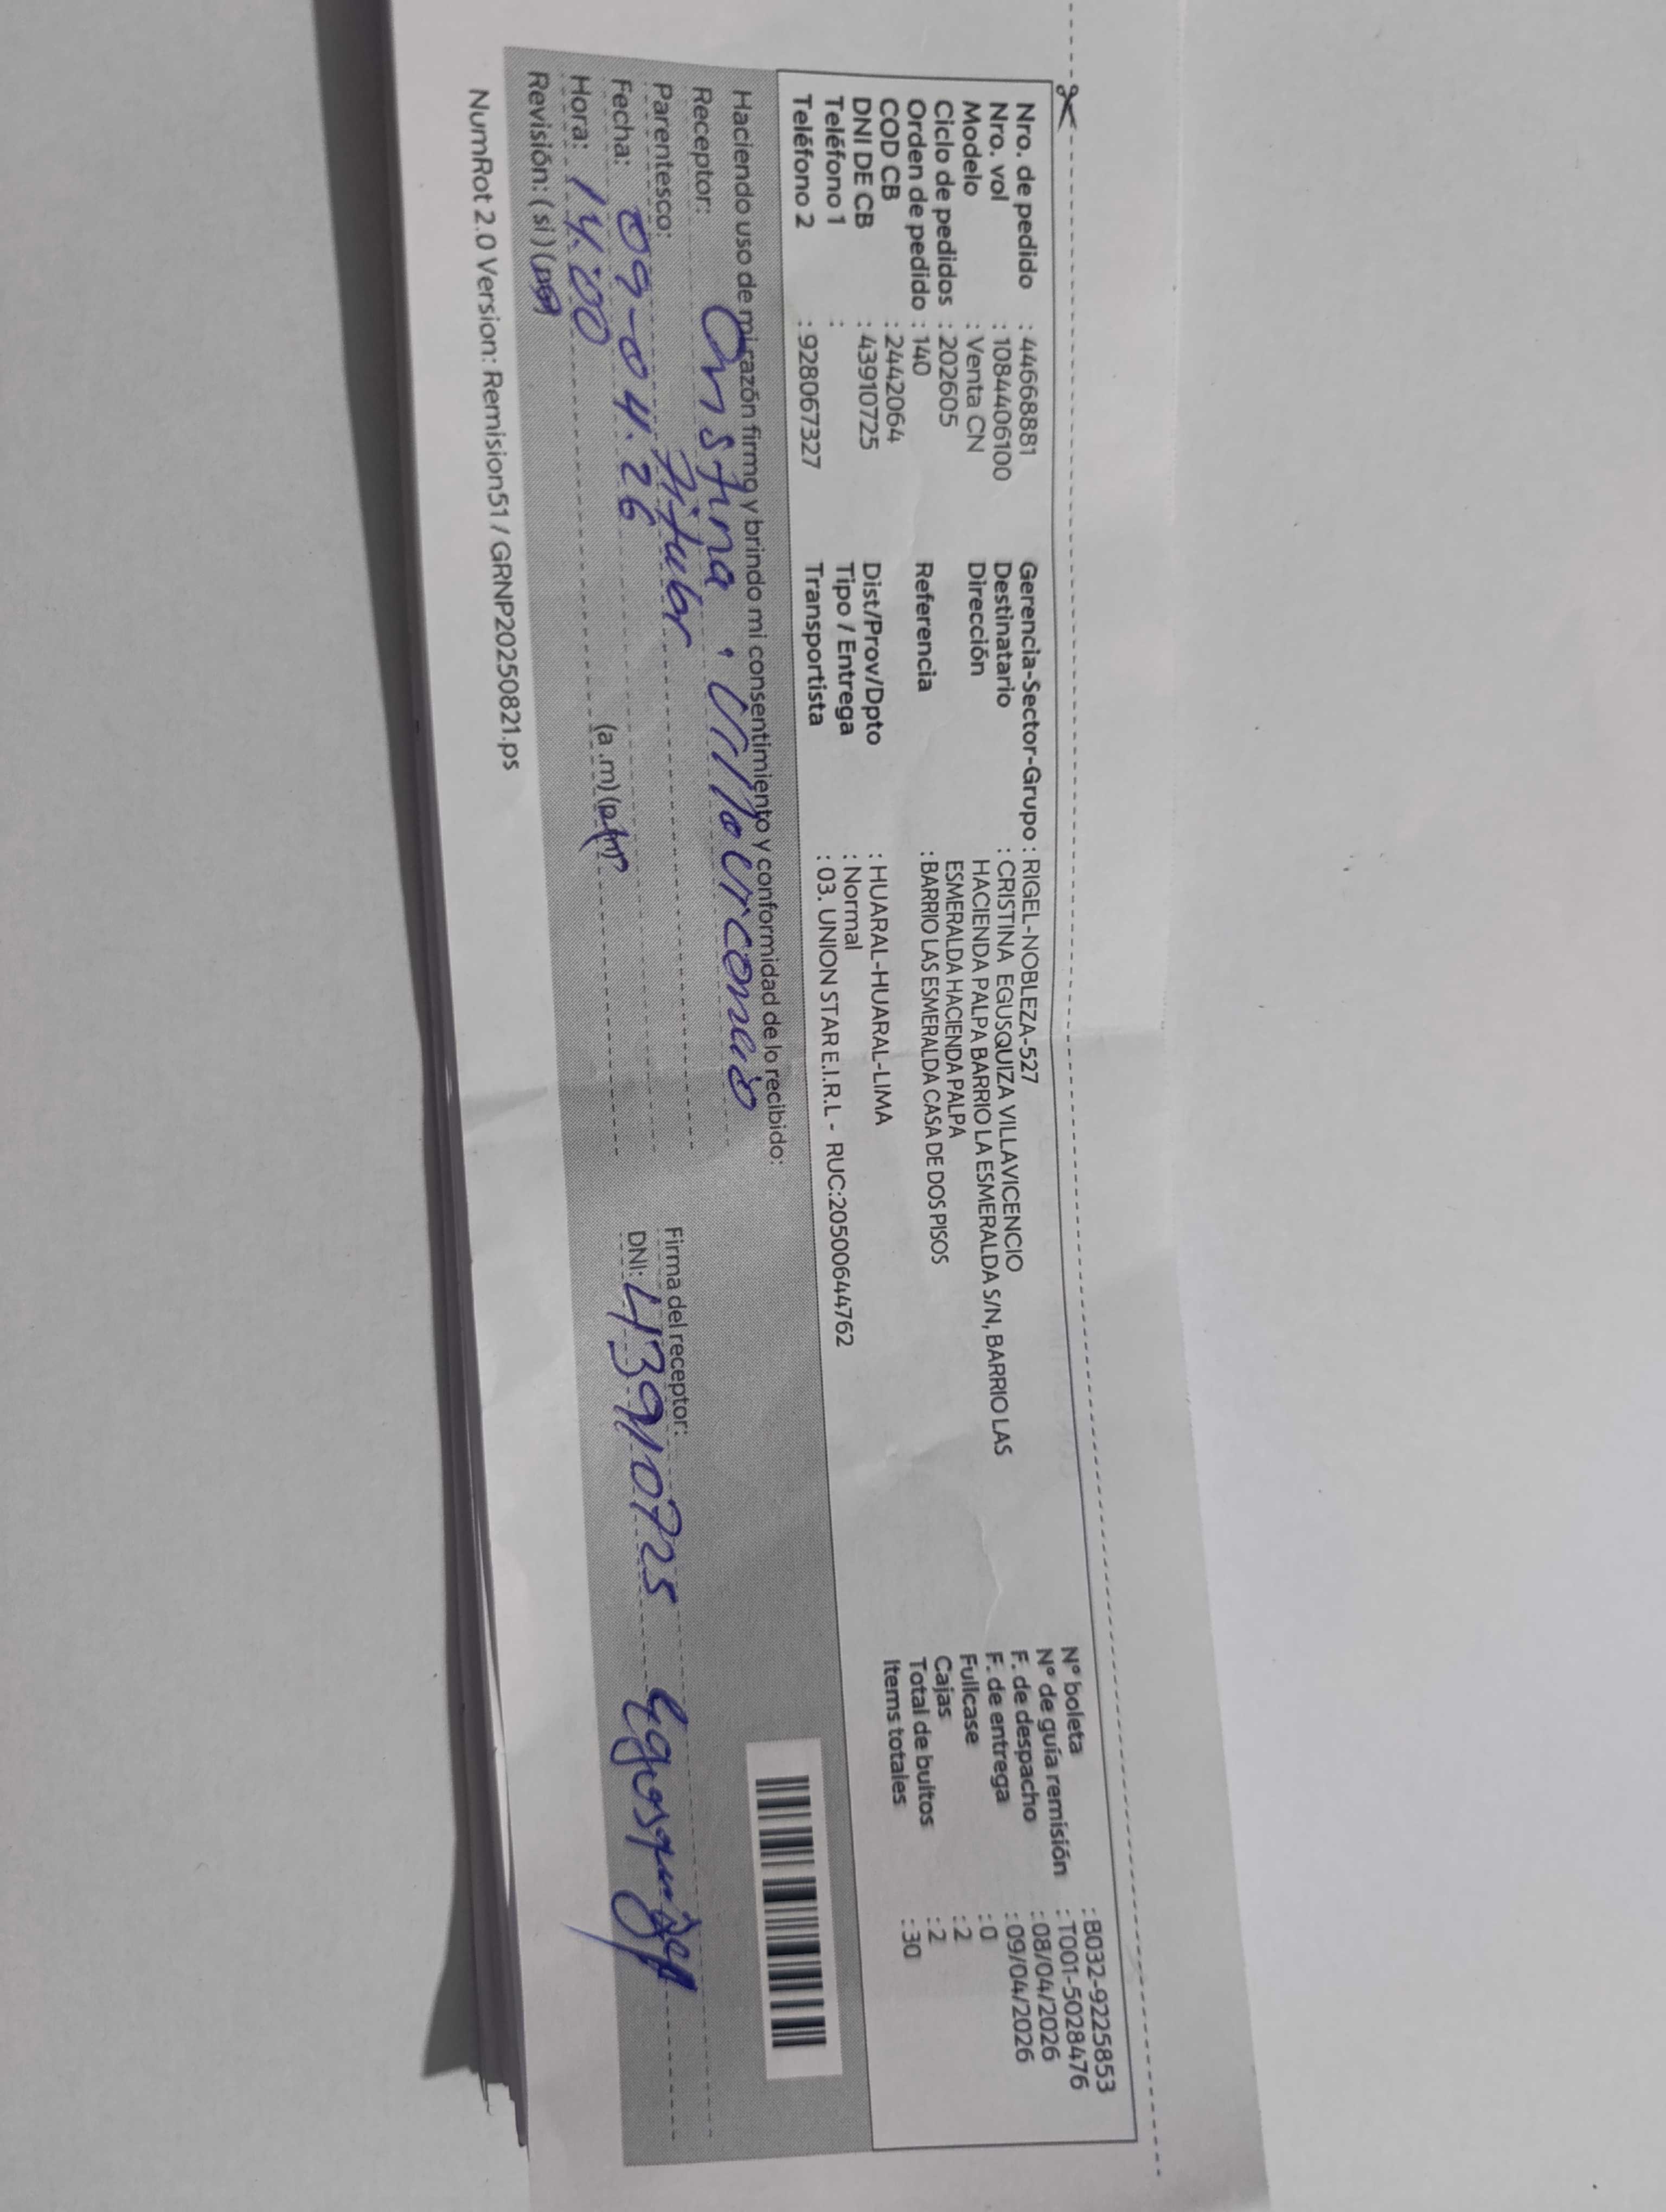 Nro. de pedido : 44668881
Nro. vol : 1084406100
Modelo : Venta CN
Ciclo de pedidos : 202605
Orden de pedido : 140
COD CB : 2442064
DNI DE CB : 43910725
Teléfono 1 :
Teléfono 2 : 928067327
Gerencia-Sector-Grupo : RIGEL-NOBLEZA-527
Destinatario : CRISTINA EGUSQUIZA VILLAVICENCIO
Dirección HACIENDA PALPA BARRIO LA ESMERALDA S/N, BARRIO LAS
ESMERALDA HACIENDA PALPA
Referencia : BARRIO LAS ESMERALDA CASA DE DOS PISOS
Dist/Prov/Dpto : HUARAL-HUARAL-LIMA
Tipo / Entrega : Normal
Transportista : 03. UNION STAR E.I.R.L - RUC:20500644762
N° boleta : B032-9225853
N° de guía remisión : T001-5028476
F. de despacho : 08/04/2026
F. de entrega : 09/04/2026
Fullcase : 0
Cajas : 2
Total de bultos : 2
Items totales : 30
Haciendo uso de mi razón firmo y brindo mi consentimiento y conformidad de lo recibido:
Receptor: Cristina
Parentesco: titular
Fecha: 09-04.26
Hora: 14:00 (a .m) (p.m)
Revisión: ( si ) (no)
Firma del receptor: Egusquiza
DNI: 43910725
NumRot 2.0 Version: Remision51 / GRNP20250821.ps